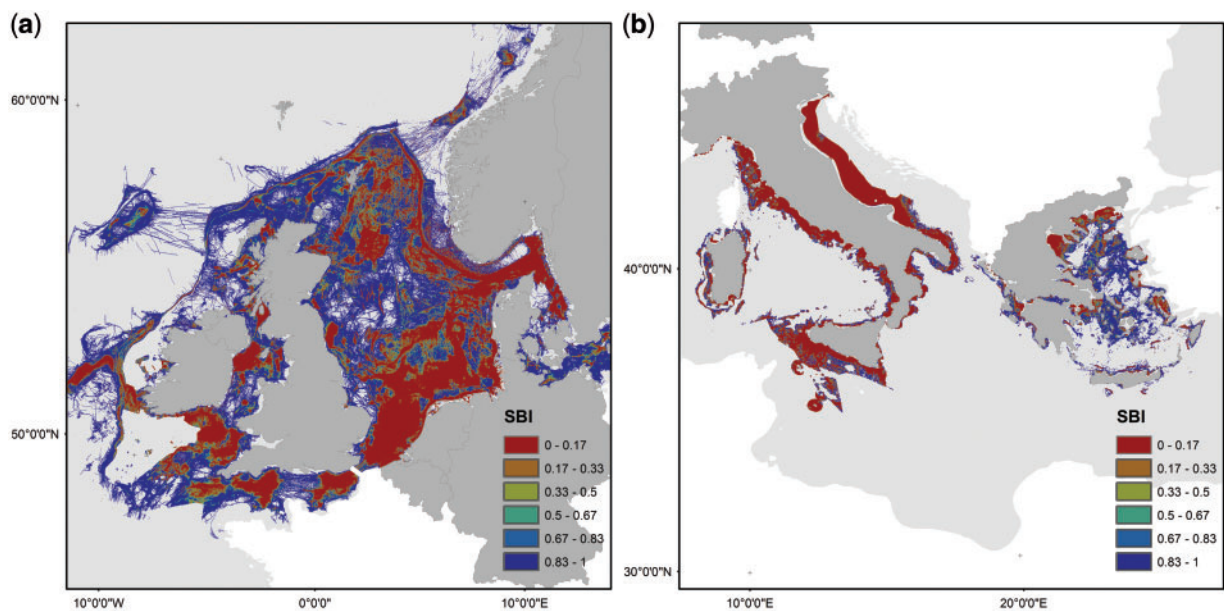 (a)
60°0'0"N
50°0'0"N
10°0'0"W
0°0'0"
10°0'0"E
SBI
0 - 0.17
0.17 - 0.33
0.33 - 0.5
0.5 - 0.67
0.67 - 0.83
0.83 - 1
(b)
40°0'0"N
30°0'0"N
10°0'0"E
20°0'0"E
SBI
0 - 0.17
0.17 - 0.33
0.33 - 0.5
0.5 - 0.67
0.67 - 0.83
0.83 - 1